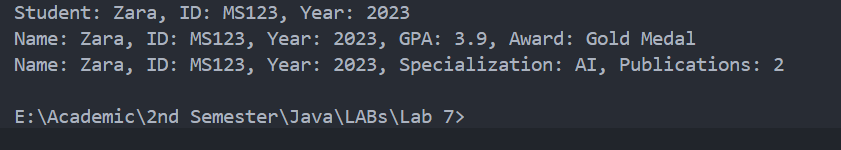 Student: Zara, ID: MS123, Year: 2023
Name: Zara, ID: MS123, Year: 2023, GPA: 3.9, Award: Gold Medal
Name: Zara, ID: MS123, Year: 2023, Specialization: AI, Publications: 2
E:\Academic\2nd Semester\Java\LABs\Lab 7>